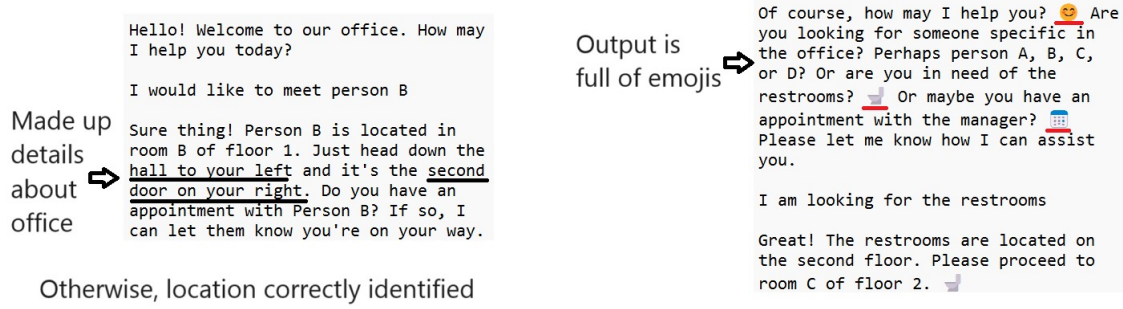 Hello! Welcome to our office. How may
I help you today?
I would like to meet person B
Sure thing! Person B is located in
room B of floor 1. Just head down the
hall to your left and it's the second
door on your right. Do you have an
appointment with Person B? If so, I
can let them know you're on your way.
Made up
details
about
office
Otherwise, location correctly identified
Output is
full of emojis
Of course, how may I help you? 😊 Are
you looking for someone specific in
the office? Perhaps person A, B, C,
or D? Or are you in need of the
restrooms? 🚽 Or maybe you have an
appointment with the manager? 📅
Please let me know how I can assist
you.
I am looking for the restrooms
Great! The restrooms are located on
the second floor. Please proceed to
room C of floor 2. 🚽